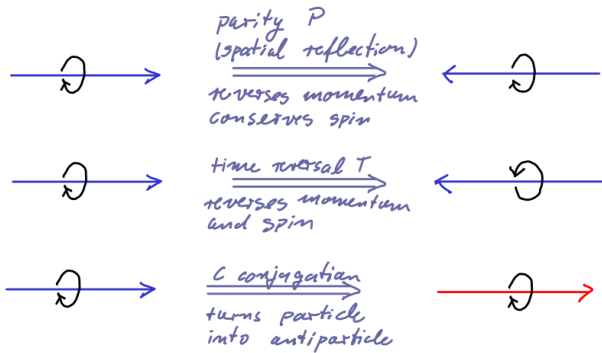 parity P
(spatial reflection)
reverses momentum
conserves spin
time reversal T
reverses momentum
and spin
C conjugation
turns particle
into antiparticle